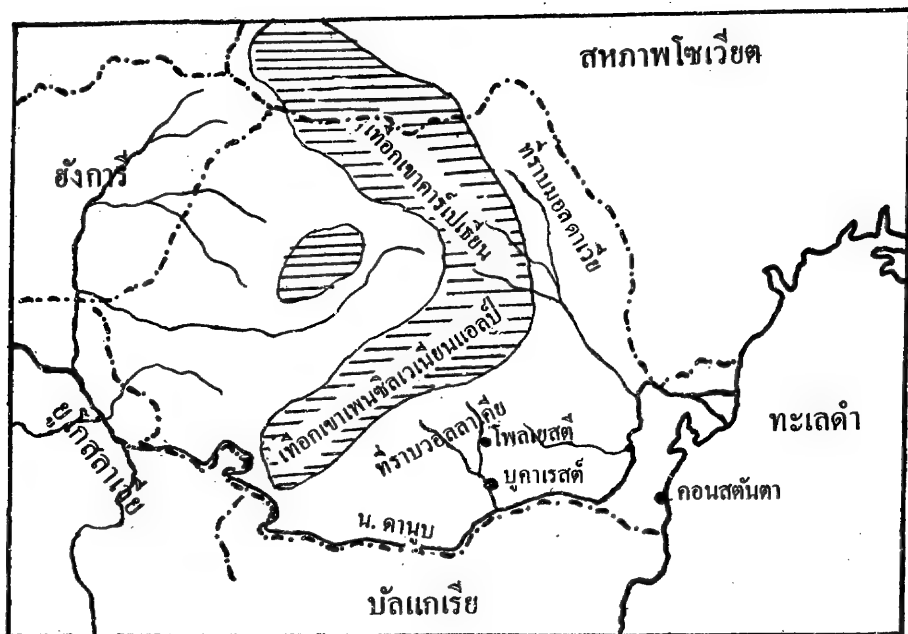 สหภาพโซเวียต
ฮังการี
เทือกเขาคาร์เปเธียน
ที่ราบมอลดาเวีย
เทือกเขาเพนซิลเวเนียนแอลป์
ที่ราบวอลลาเคีย
โพลโยสตี
ทะเลดำ
ยูโกสลาเวีย
บูคาเรสต์
คอนสตันตา
น. ดานูบ
บัลแกเรีย